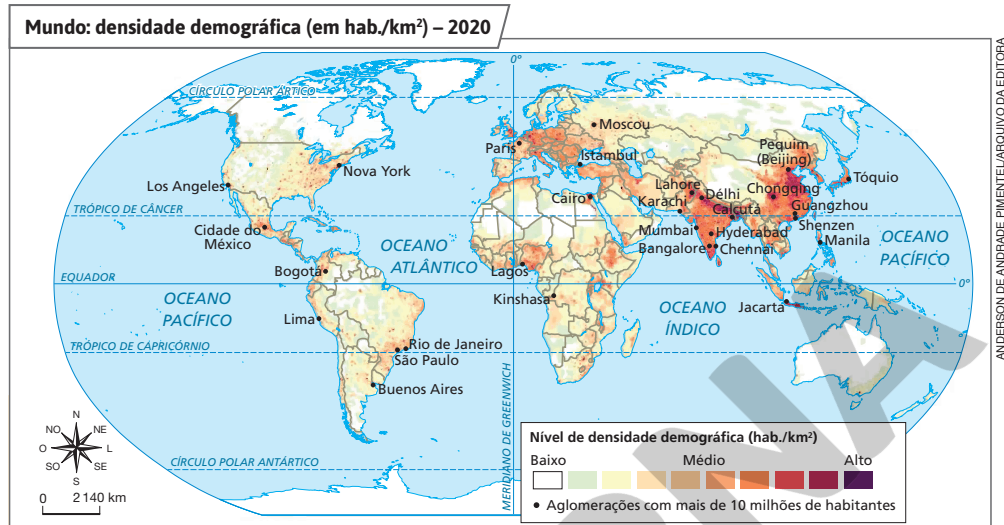 Mundo: densidade demográfica (em hab./km²) – 2020
0°
CÍRCULO POLAR ÁRTICO
Moscou
Paris
Istambul
Pequim
(Beijing)
Nova York
Los Angeles
Lahore
Délhi
Chongqing
Tóquio
Cairo
Karachi
Calcutá
Guangzhou
TRÓPICO DE CÂNCER
Shenzen
Cidade do
México
Mumbai
Hyderabad
Manila
OCEANO
ATLÂNTICO
OCEANO
PACÍFICO
Bangalore
Chennai
Bogotá
Lagos
EQUADOR
0°
Kinshasa
OCEANO
PACÍFICO
OCEANO
ÍNDICO
Jacarta
Lima
TRÓPICO DE CAPRICÓRNIO
Rio de Janeiro
São Paulo
Buenos Aires
MERIDIANO DE GREENWICH
N
NO
NE
O
L
SO
SE
S
CÍRCULO POLAR ANTÁRTICO
0 2 140 km
Nível de densidade demográfica (hab./km²)
Baixo Médio Alto
• Aglomerações com mais de 10 milhões de habitantes
ANDERSON DE ANDRADE PIMENTEL/ARQUIVO DA EDITORA